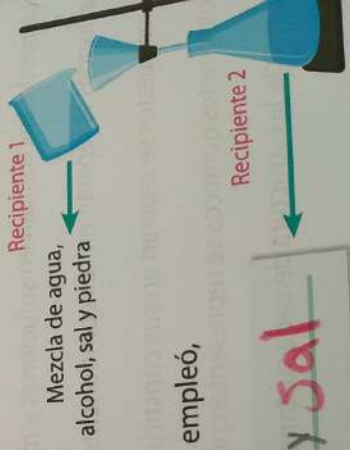 Recipiente 1
Mezcla de agua,
alcohol, sal y piedra
Recipiente 2
empleó,
y sal